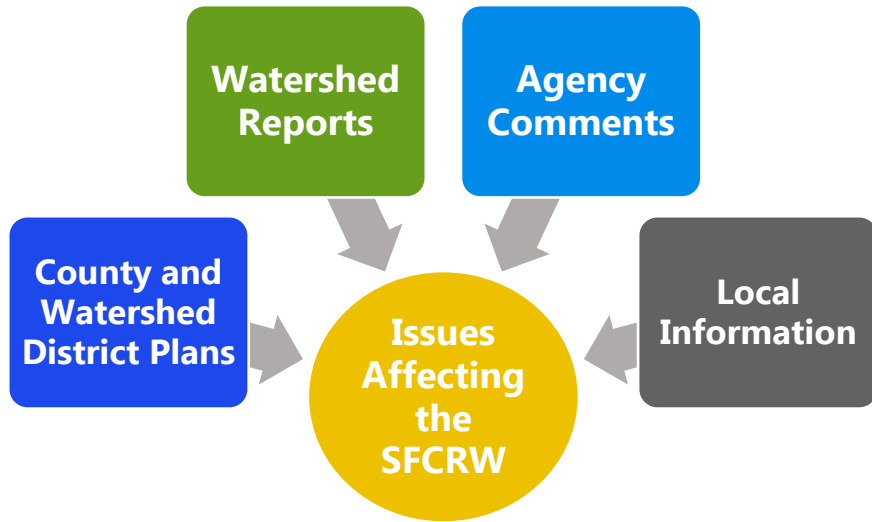 Watershed
Reports
Agency
Comments
County and
Watershed
District Plans
Local
Information
Issues
Affecting
the
SFCRW